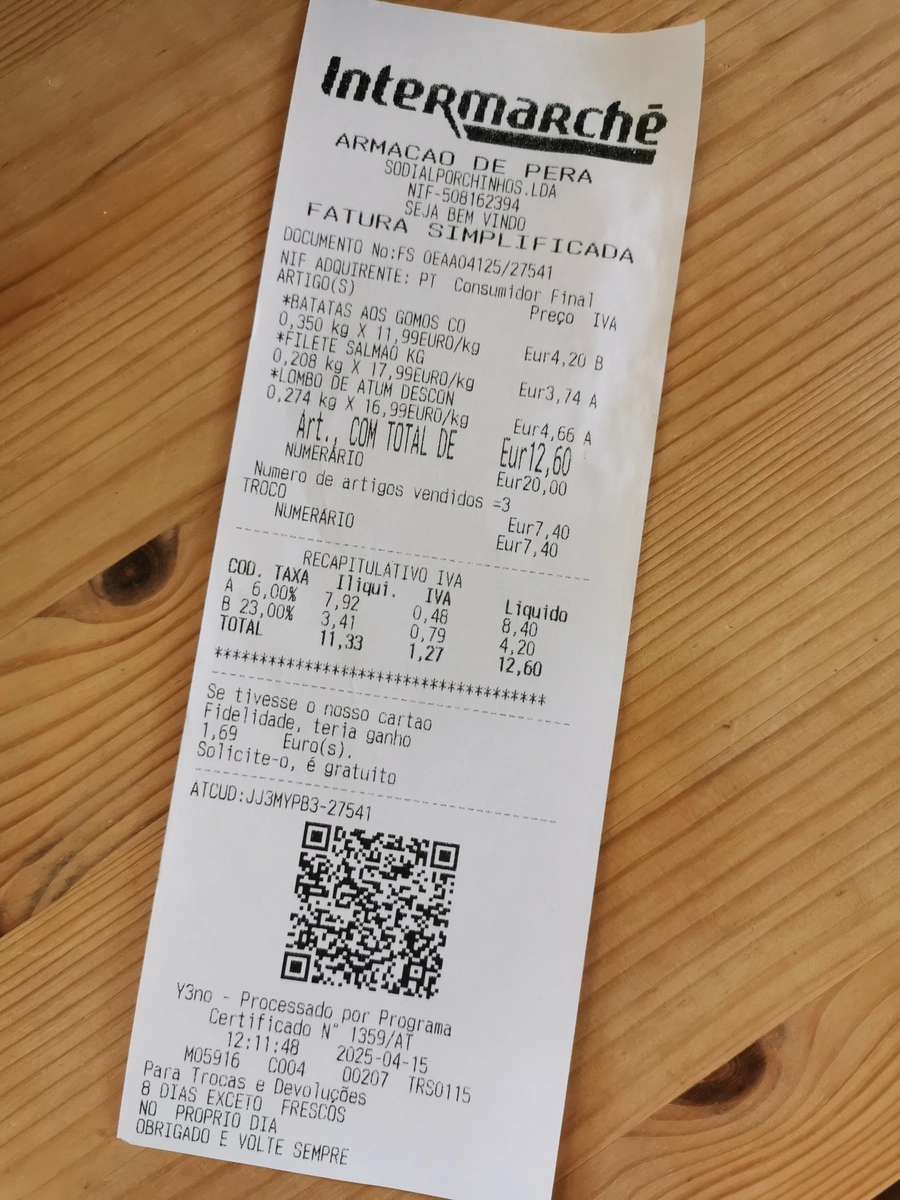 Intermarché
ARMACAO DE PERA
SODIALPORCHINHOS.LDA
NIF-508162394
SEJA BEM VINDO
FATURA SIMPLIFICADA
DOCUMENTO No:FS 0EAA04125/27541
NIF ADQUIRENTE: PT Consumidor Final
ARTIGO(S) Preço IVA
*BATATAS AOS GOMOS CO
0,350 kg X 11,99EURO/kg Eur4,20 B
*FILETE SALMAO KG
0,208 kg X 17,99EURO/kg Eur3,74 A
*LOMBO DE ATUM DESCON
0,274 kg X 16,99EURO/kg Eur4,66 A
Art., COM TOTAL DE Eur12,60
NUMERÁRIO Eur20,00
Numero de artigos vendidos =3
TROCO Eur7,40
NUMERÁRIO Eur7,40
RECAPITULATIVO IVA
COD. TAXA Iliqui. IVA Líquido
A 6,00% 7,92 0,48 8,40
B 23,00% 3,41 0,79 4,20
TOTAL 11,33 1,27 12,60
*************************************
Se tivesse o nosso cartao
Fidelidade, teria ganho
1,69 Euro(s).
Solicite-o, é gratuito
ATCUD:JJ3MYPB3-27541
Y3no - Processado por Programa
Certificado N° 1359/AT
12:11:48 2025-04-15
M05916 C004 00207 TRS0115
Para Trocas e Devoluções
8 DIAS EXCETO FRESCOS
NO PROPRIO DIA
OBRIGADO E VOLTE SEMPRE